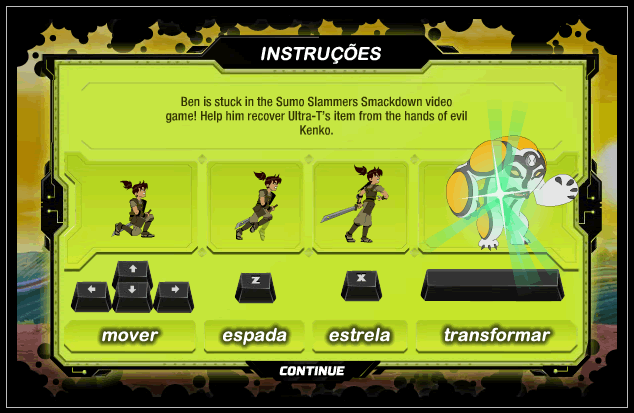 INSTRUÇÕES
Ben is stuck in the Sumo Slammers Smackdown video
game! Help him recover Ultra-T's item from the hands of evil
Kenko.
Z
X
mover
espada
estrela
transformar
CONTINUE